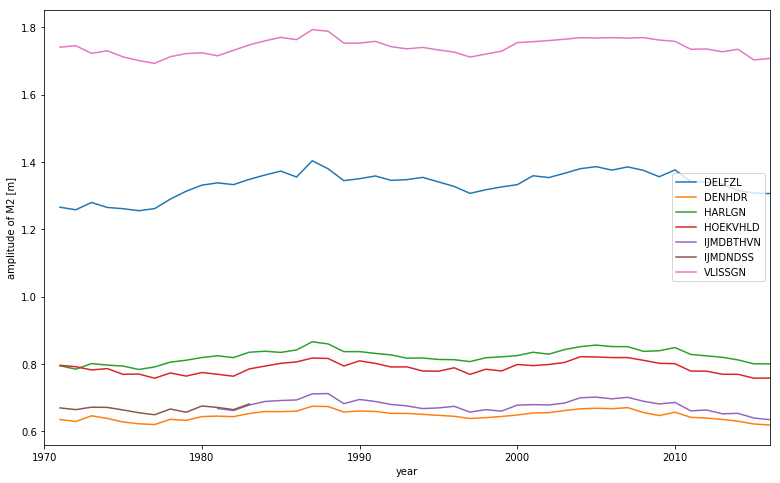 1.8
1.6
1.4
1.2
1.0
0.8
0.6
amplitude of M2 [m]
1970
1980
1990
2000
2010
year
DELFZL
DENHDR
HARLGN
HOEKVHLD
IJMDBTHVN
IJMDNDSS
VLISSGN